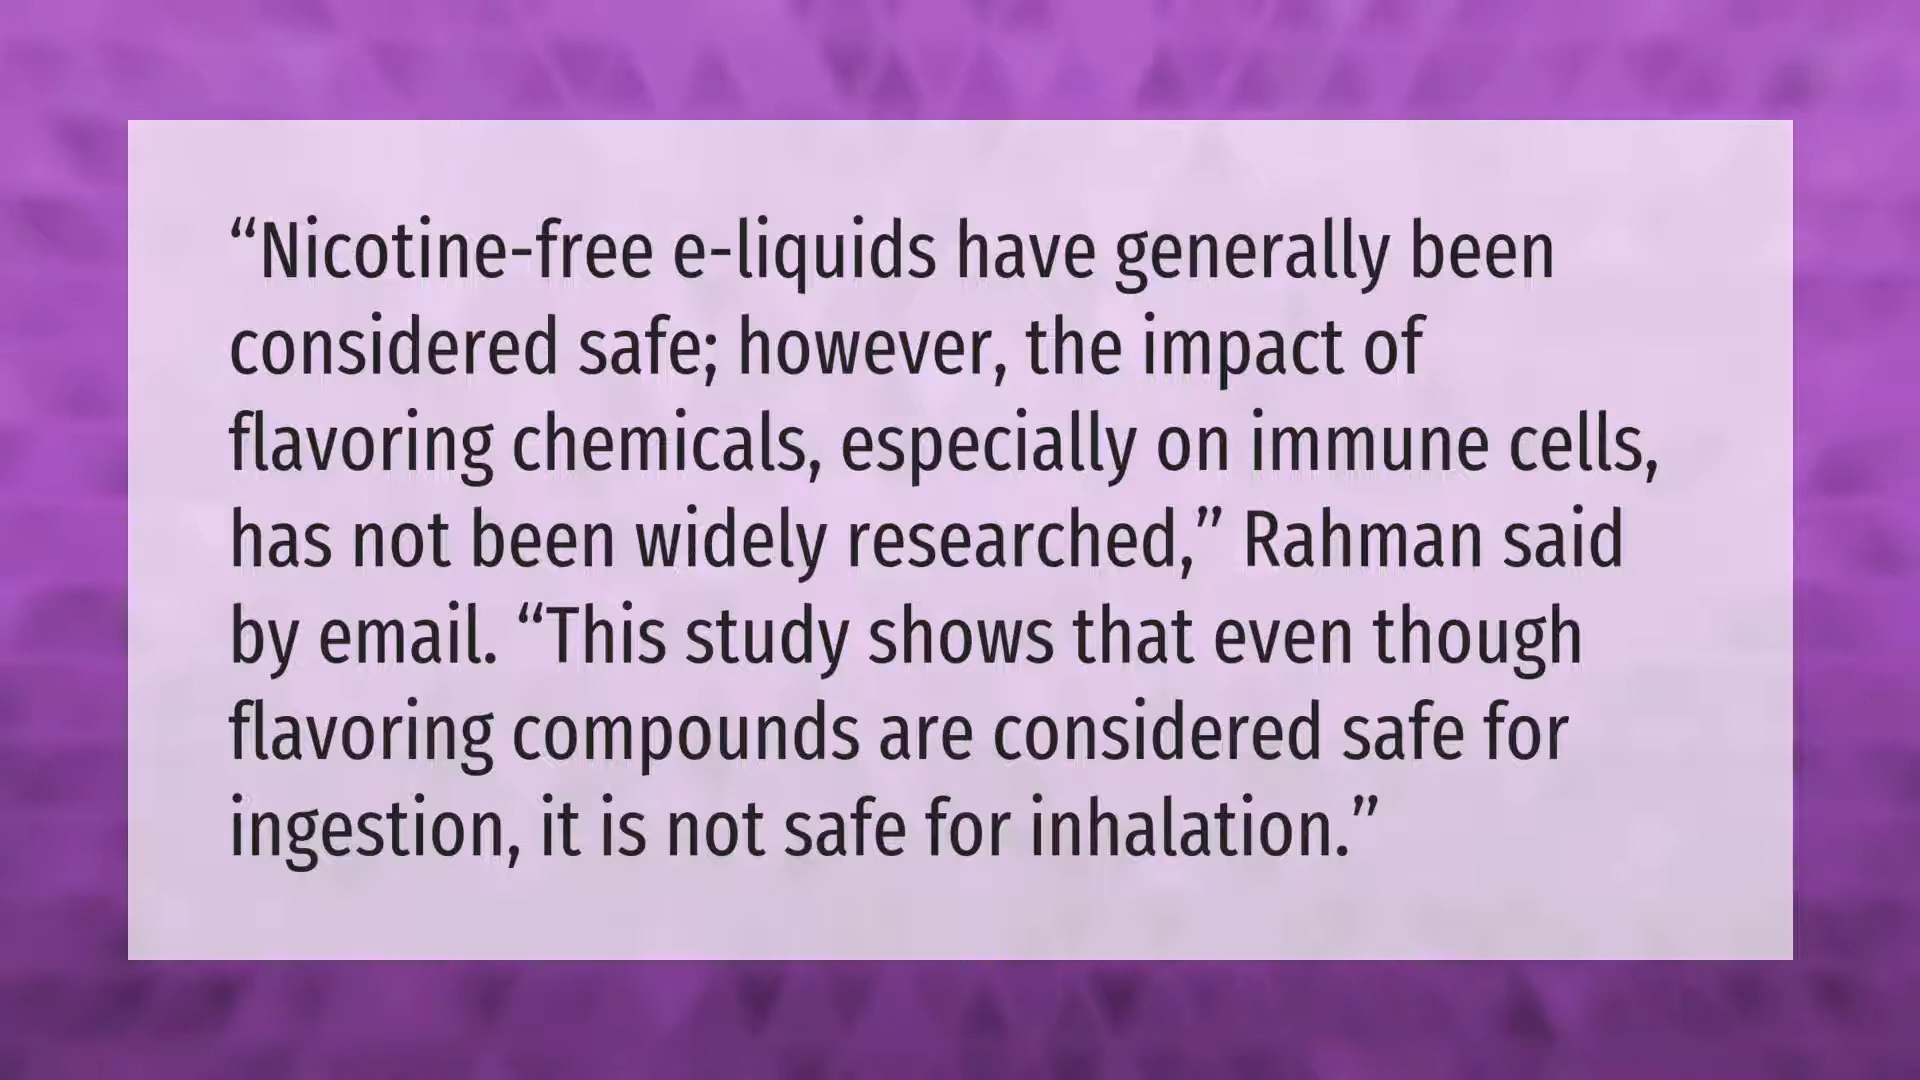 “Nicotine-free e-liquids have generally been
considered safe; however, the impact of
flavoring chemicals, especially on immune cells,
has not been widely researched,” Rahman said
by email. “This study shows that even though
flavoring compounds are considered safe for
ingestion, it is not safe for inhalation.”